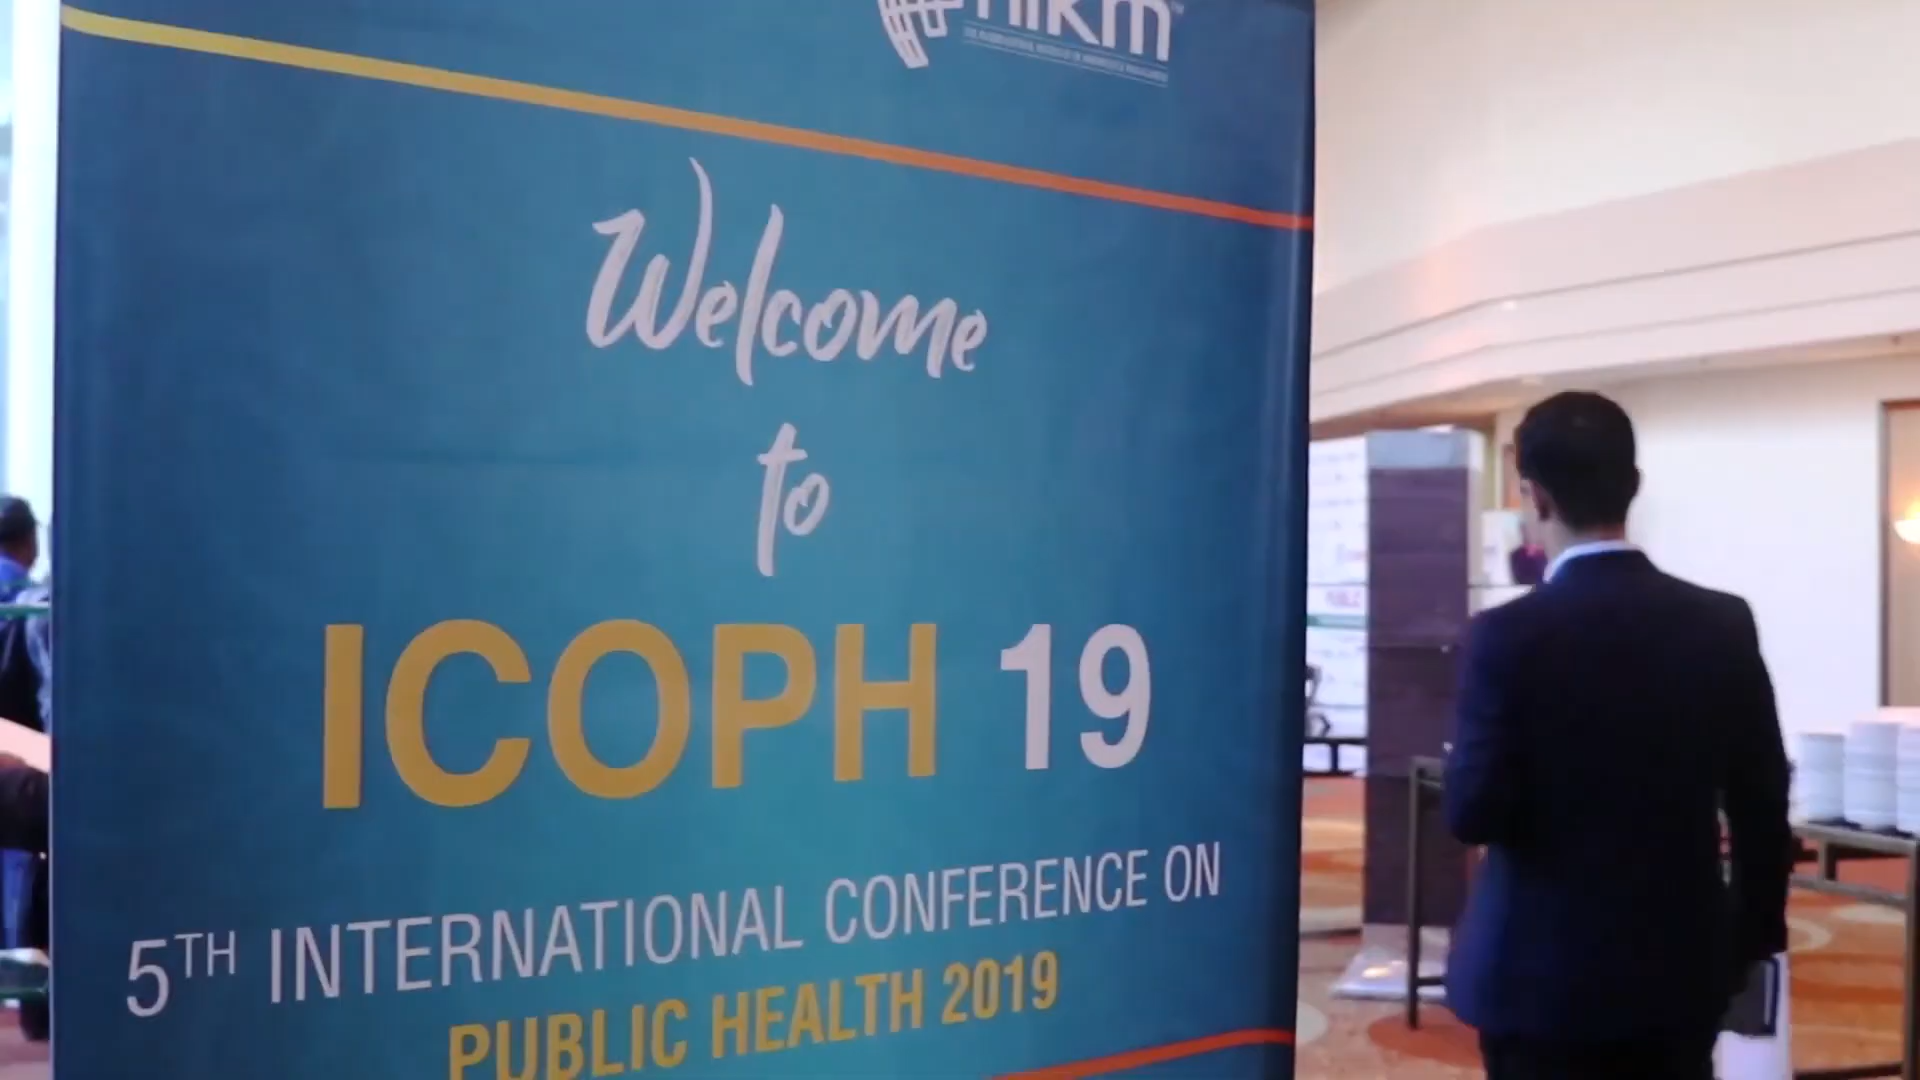 Welcome
to
ICOPH 19
5TH INTERNATIONAL CONFERENCE ON
PUBLIC HEALTH 2019